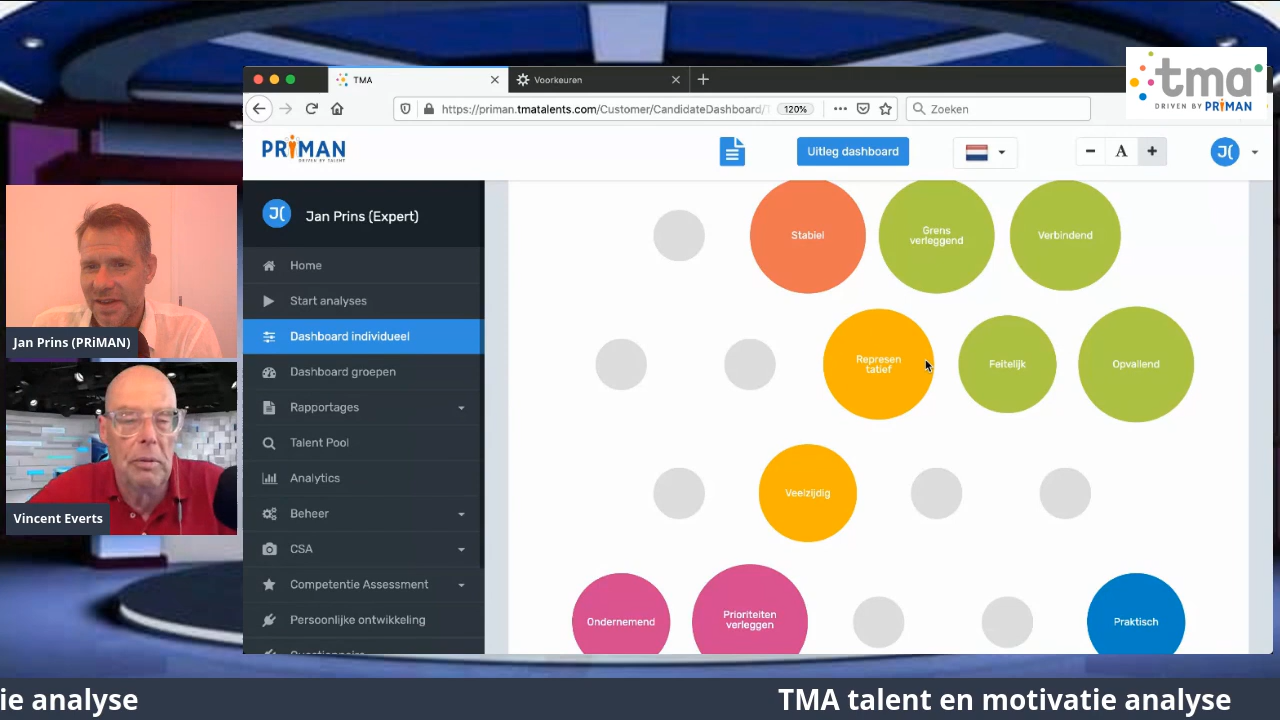 tma
DRIVEN BY PRiMAN
TMA
Voorkeuren
https://priman.tmatalents.com/Customer/CandidateDashboard/
120%
Zoeken
PRiMAN
DRIVEN BY TALENT
Uitleg dashboard
A
J(
J(
Jan Prins (Expert)
Home
Start analyses
Dashboard individueel
Dashboard groepen
Rapportages
Talent Pool
Analytics
Beheer
CSA
Competentie Assessment
Persoonlijke ontwikkeling
Stabiel
Grens
verleggend
Verbindend
Represen
tatief
Feitelijk
Opvallend
Veelzijdig
Ondernemend
Prioriteiten
verleggen
Praktisch
Jan Prins (PRiMAN)
Vincent Everts
ie analyse
TMA talent en motivatie analyse